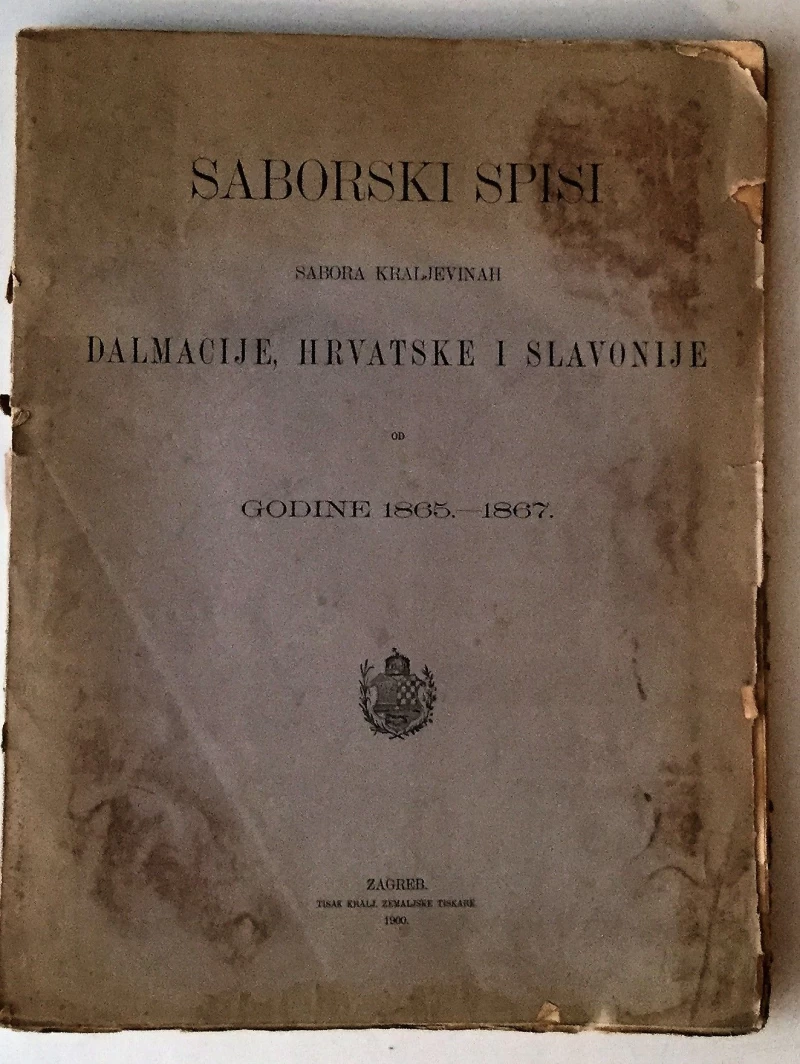 SABORSKI SPISI
SABORA KRALJEVINAH
DALMACIJE, HRVATSKE I SLAVONIJE
OD
GODINE 1865.—1867.
ZAGREB.
TISAK KRALJ. ZEMALJSKE TISKARE.
1900.